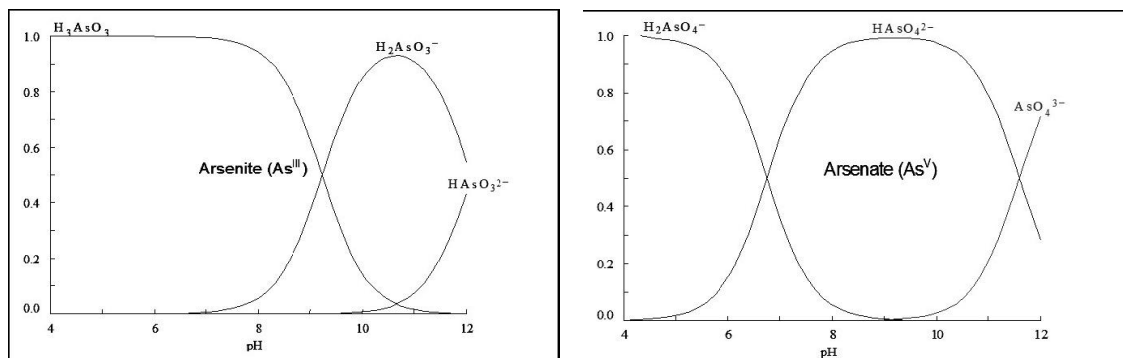 H₃AsO₃
H₂AsO₃⁻
HAsO₃²⁻
Arsenite (Asᴵᴵᴵ)
1.0
0.8
0.6
0.4
0.2
0.0
4
6
8
10
12
pH
H₂AsO₄⁻
HAsO₄²⁻
AsO₄³⁻
Arsenate (Asⱽ)
1.0
0.8
0.6
0.4
0.2
0.0
4
6
8
10
12
pH